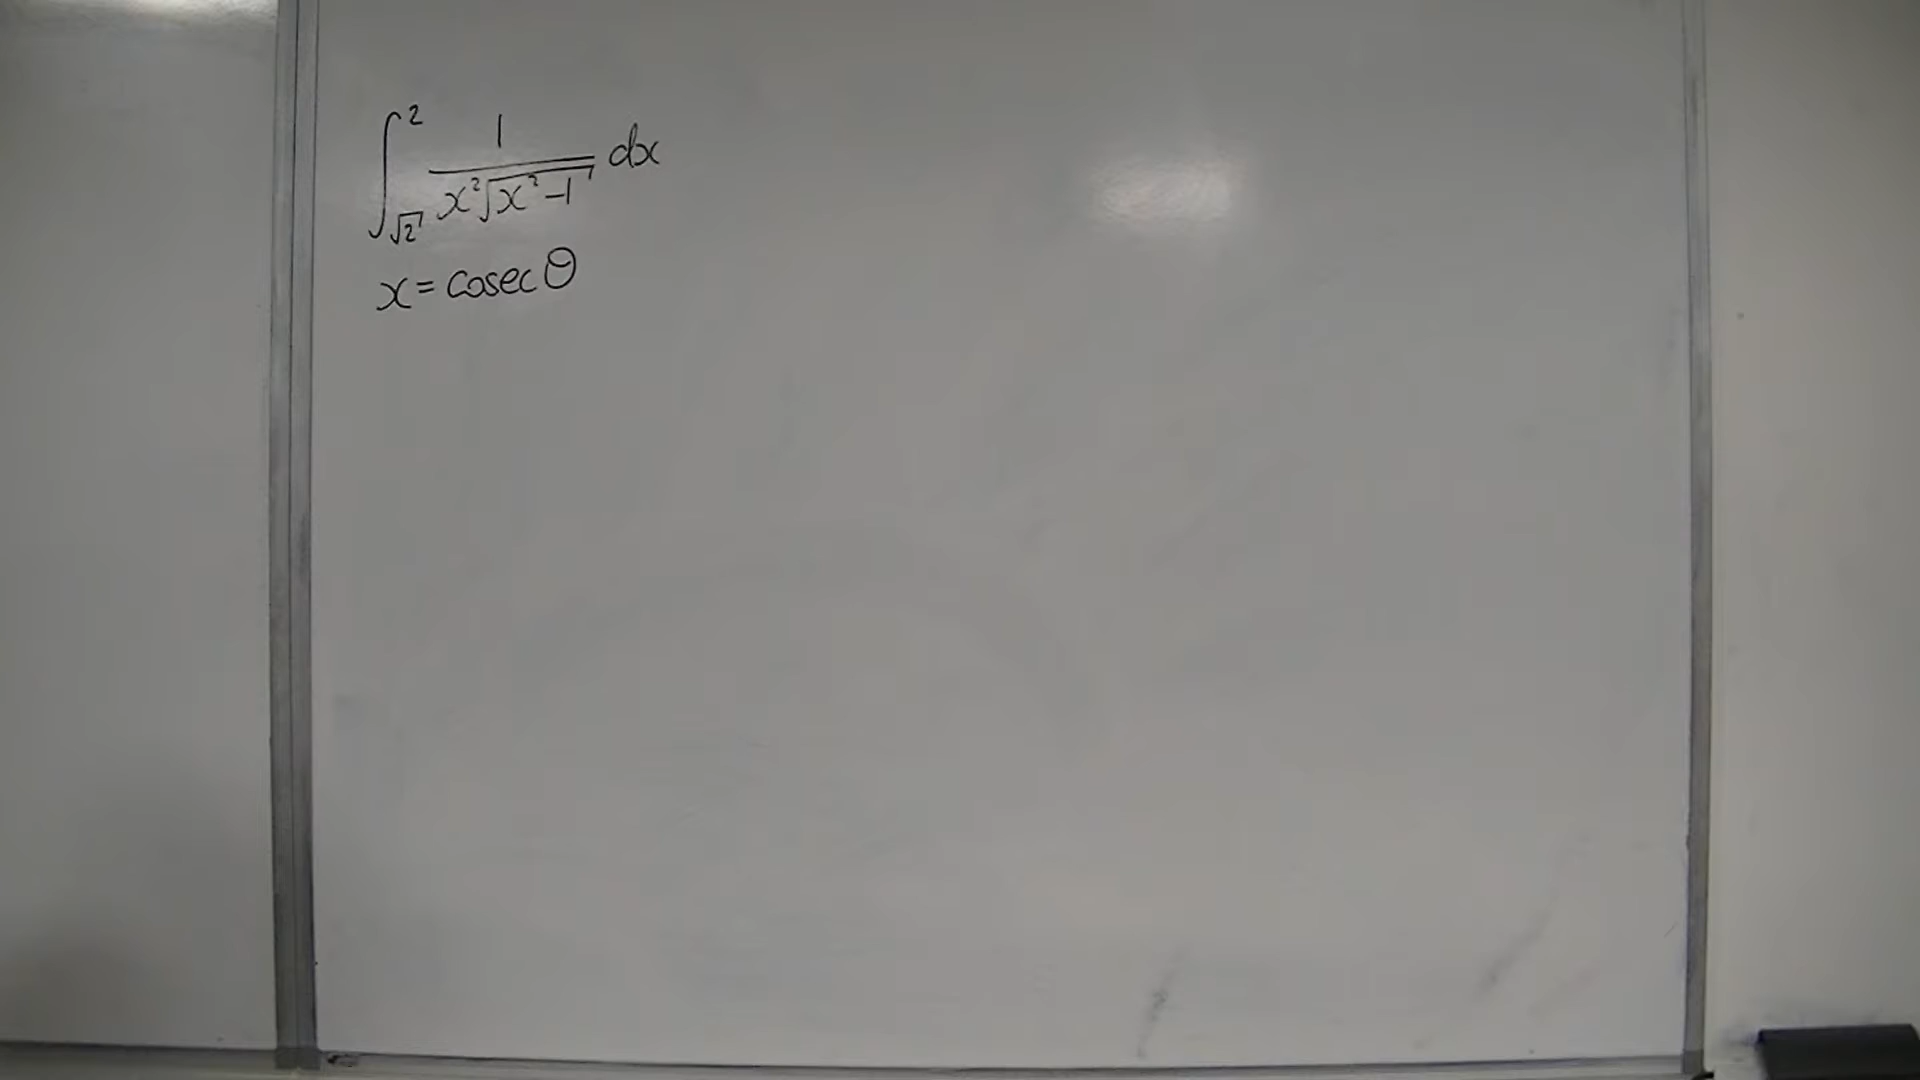 ∫_{√2}^{2} 1/(x²√(x²-1)) dx
x = cosec θ